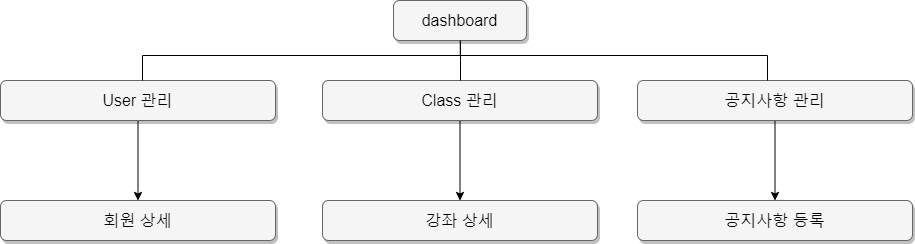 dashboard
User 관리
Class 관리
공지사항 관리
회원 상세
강좌 상세
공지사항 등록